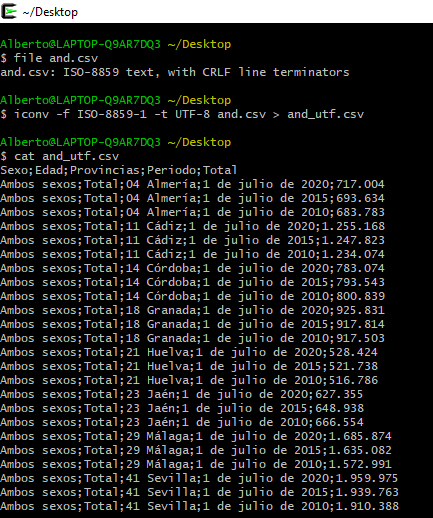 ~/Desktop
Alberto@LAPTOP-Q9AR7DQ3 ~/Desktop
$ file and.csv
and.csv: ISO-8859 text, with CRLF line terminators
Alberto@LAPTOP-Q9AR7DQ3 ~/Desktop
$ iconv -f ISO-8859-1 -t UTF-8 and.csv > and_utf.csv
Alberto@LAPTOP-Q9AR7DQ3 ~/Desktop
$ cat and_utf.csv
Sexo;Edad;Provincias;Periodo;Total
Ambos sexos;Total;04 Almería;1 de julio de 2020;717.004
Ambos sexos;Total;04 Almería;1 de julio de 2015;693.634
Ambos sexos;Total;04 Almería;1 de julio de 2010;683.783
Ambos sexos;Total;11 Cádiz;1 de julio de 2020;1.255.168
Ambos sexos;Total;11 Cádiz;1 de julio de 2015;1.247.823
Ambos sexos;Total;11 Cádiz;1 de julio de 2010;1.234.074
Ambos sexos;Total;14 Córdoba;1 de julio de 2020;783.074
Ambos sexos;Total;14 Córdoba;1 de julio de 2015;793.543
Ambos sexos;Total;14 Córdoba;1 de julio de 2010;800.839
Ambos sexos;Total;18 Granada;1 de julio de 2020;925.831
Ambos sexos;Total;18 Granada;1 de julio de 2015;917.814
Ambos sexos;Total;18 Granada;1 de julio de 2010;917.503
Ambos sexos;Total;21 Huelva;1 de julio de 2020;528.424
Ambos sexos;Total;21 Huelva;1 de julio de 2015;521.738
Ambos sexos;Total;21 Huelva;1 de julio de 2010;516.786
Ambos sexos;Total;23 Jaén;1 de julio de 2020;627.355
Ambos sexos;Total;23 Jaén;1 de julio de 2015;648.938
Ambos sexos;Total;23 Jaén;1 de julio de 2010;666.554
Ambos sexos;Total;29 Málaga;1 de julio de 2020;1.685.874
Ambos sexos;Total;29 Málaga;1 de julio de 2015;1.635.082
Ambos sexos;Total;29 Málaga;1 de julio de 2010;1.572.991
Ambos sexos;Total;41 Sevilla;1 de julio de 2020;1.959.975
Ambos sexos;Total;41 Sevilla;1 de julio de 2015;1.939.763
Ambos sexos;Total;41 Sevilla;1 de julio de 2010;1.910.388